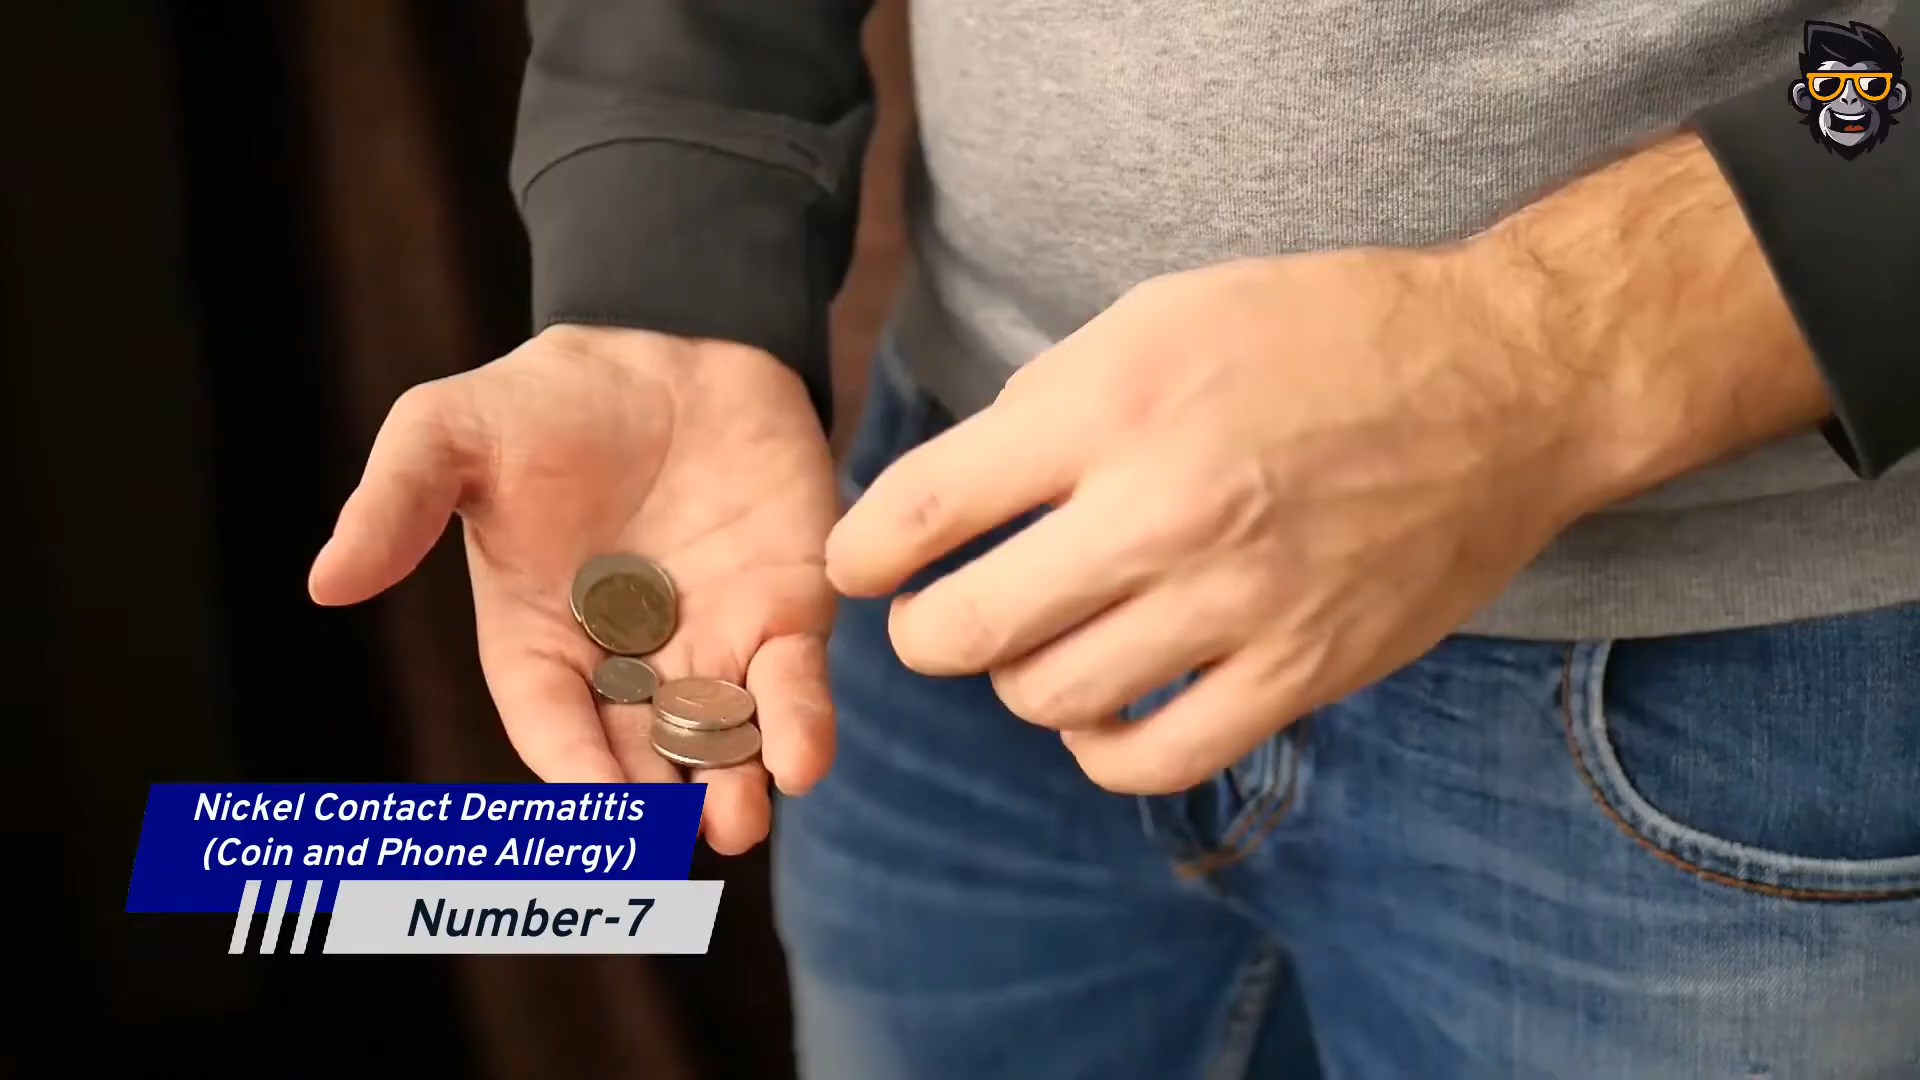 Nickel Contact Dermatitis
(Coin and Phone Allergy)
Number-7